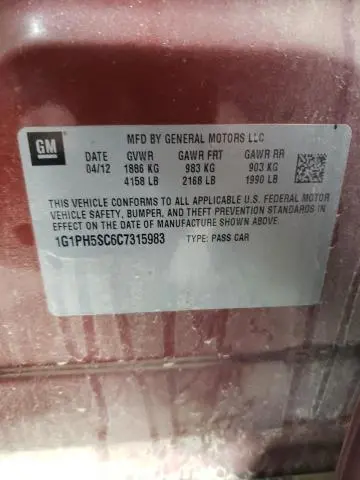 GM
MFD BY GENERAL MOTORS LLC
DATE GVWR GAWR FRT GAWR RR
04/12 1886 KG 983 KG 903 KG
4158 LB 2168 LB 1990 LB
THIS VEHICLE CONFORMS TO ALL APPLICABLE U.S. FEDERAL MOTOR
VEHICLE SAFETY, BUMPER, AND THEFT PREVENTION STANDARDS IN
EFFECT ON THE DATE OF MANUFACTURE SHOWN ABOVE.
1G1PH5SC6C7315983 TYPE: PASS CAR